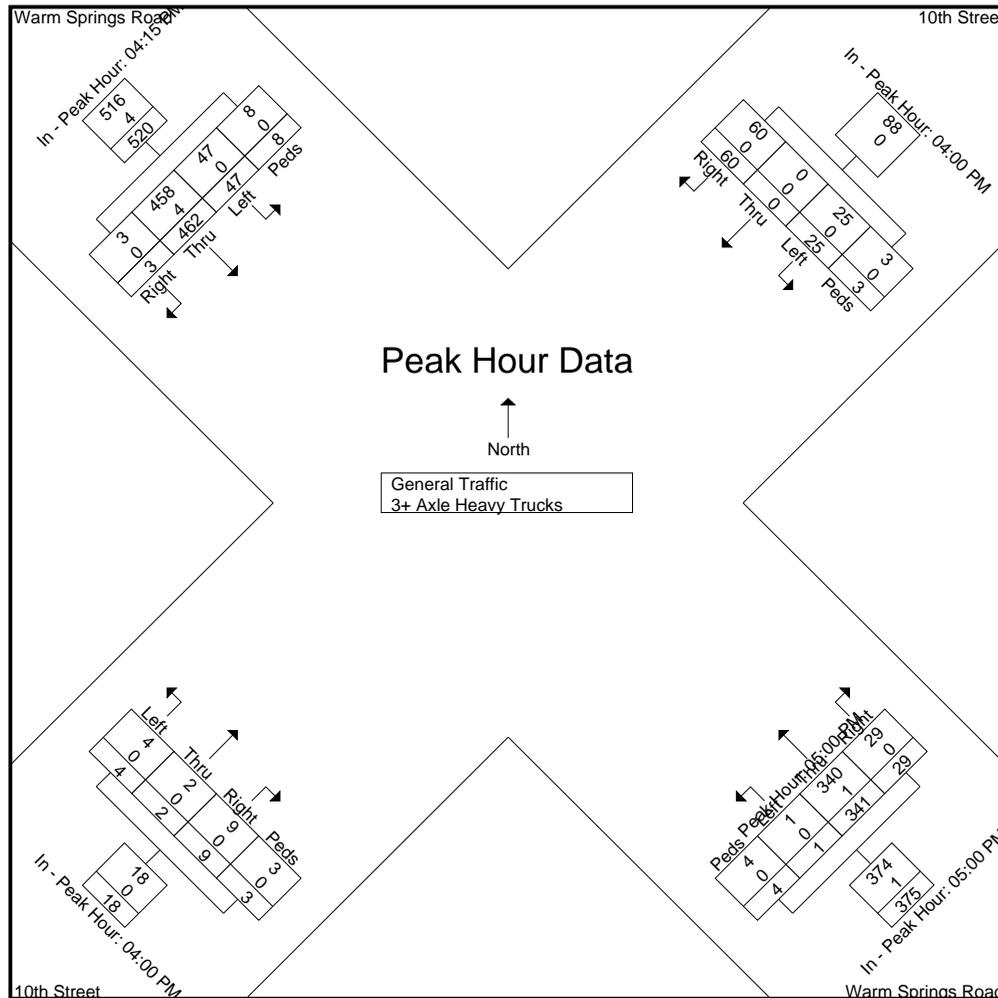 Warm Springs Road
10th Stree
In - Peak Hour: 04:15 PM
516
4
520
In - Peak Hour: 04:00 PM
88
0
3 458 47 8
0 4 0 0
3 462 47 8
Right Thru Left Peds
60 0 25 3
0 0 0 0
60 0 25 3
Right Thru Left Peds
Peak Hour Data
North
General Traffic
3+ Axle Heavy Trucks
Left Thru Right Peds
4 2 9 3
0 0 0 0
4 2 9 3
18
0
18
In - Peak Hour: 04:00 PM
Peds Left Thru Right
Peak Hour: 05:00 PM
4 1 340 29
0 0 1 0
4 1 341 29
374
1
375
In - Peak Hour: 05:00 PM
10th Street
Warm Springs Road